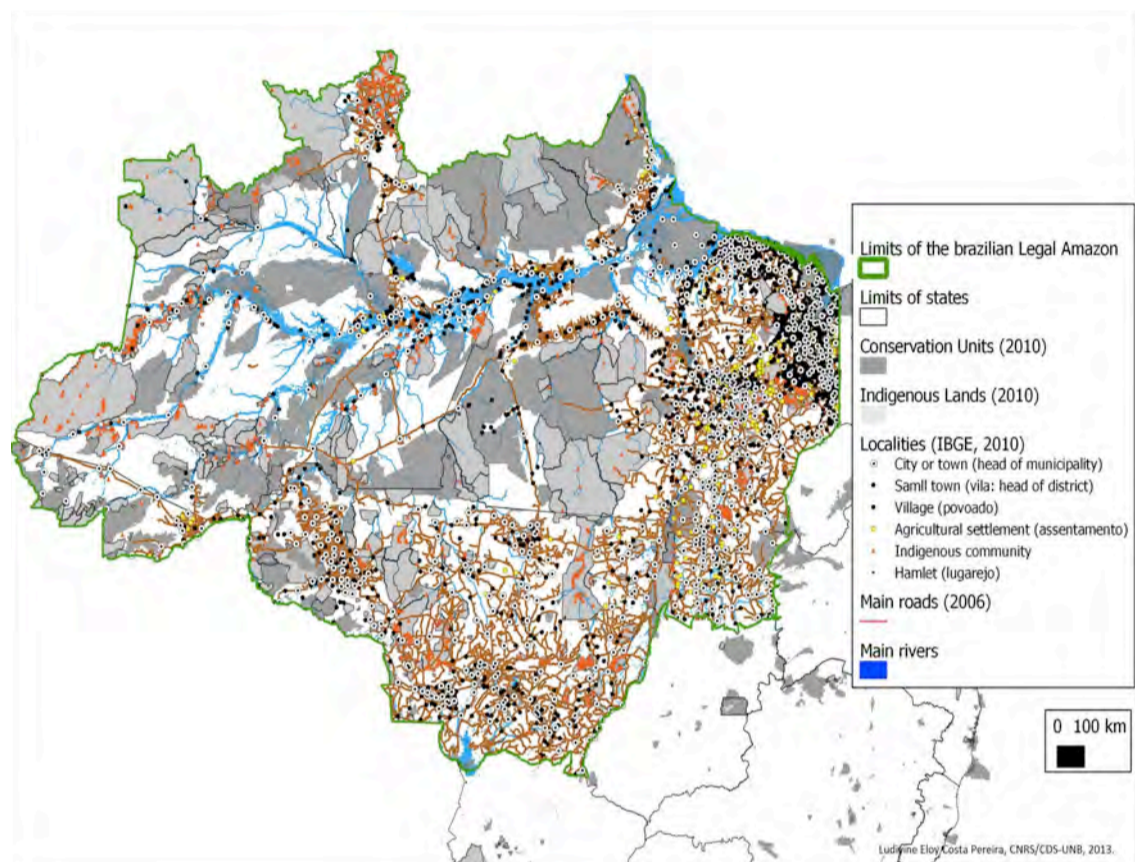 Limits of the brazilian Legal Amazon
Limits of states
Conservation Units (2010)
Indigenous Lands (2010)
Localities (IBGE, 2010)
City or town (head of municipality)
Samll town (vila: head of district)
Village (povoado)
Agricultural settlement (assentamento)
Indigenous community
Hamlet (lugarejo)
Main roads (2006)
Main rivers
0 100 km
Ludivine Eloy Costa Pereira, CNRS/CDS-UNB, 2013.